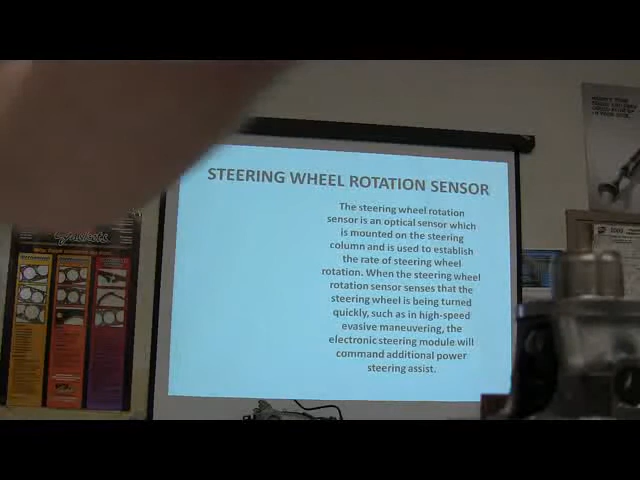 STEERING WHEEL ROTATION SENSOR
The steering wheel rotation
sensor is an optical sensor which
is mounted on the steering
column and is used to establish
the rate of steering wheel
rotation. When the steering wheel
rotation sensor senses that the
steering wheel is being turned
quickly, such as in high-speed
evasive maneuvering, the
electronic steering module will
command additional power
steering assist.